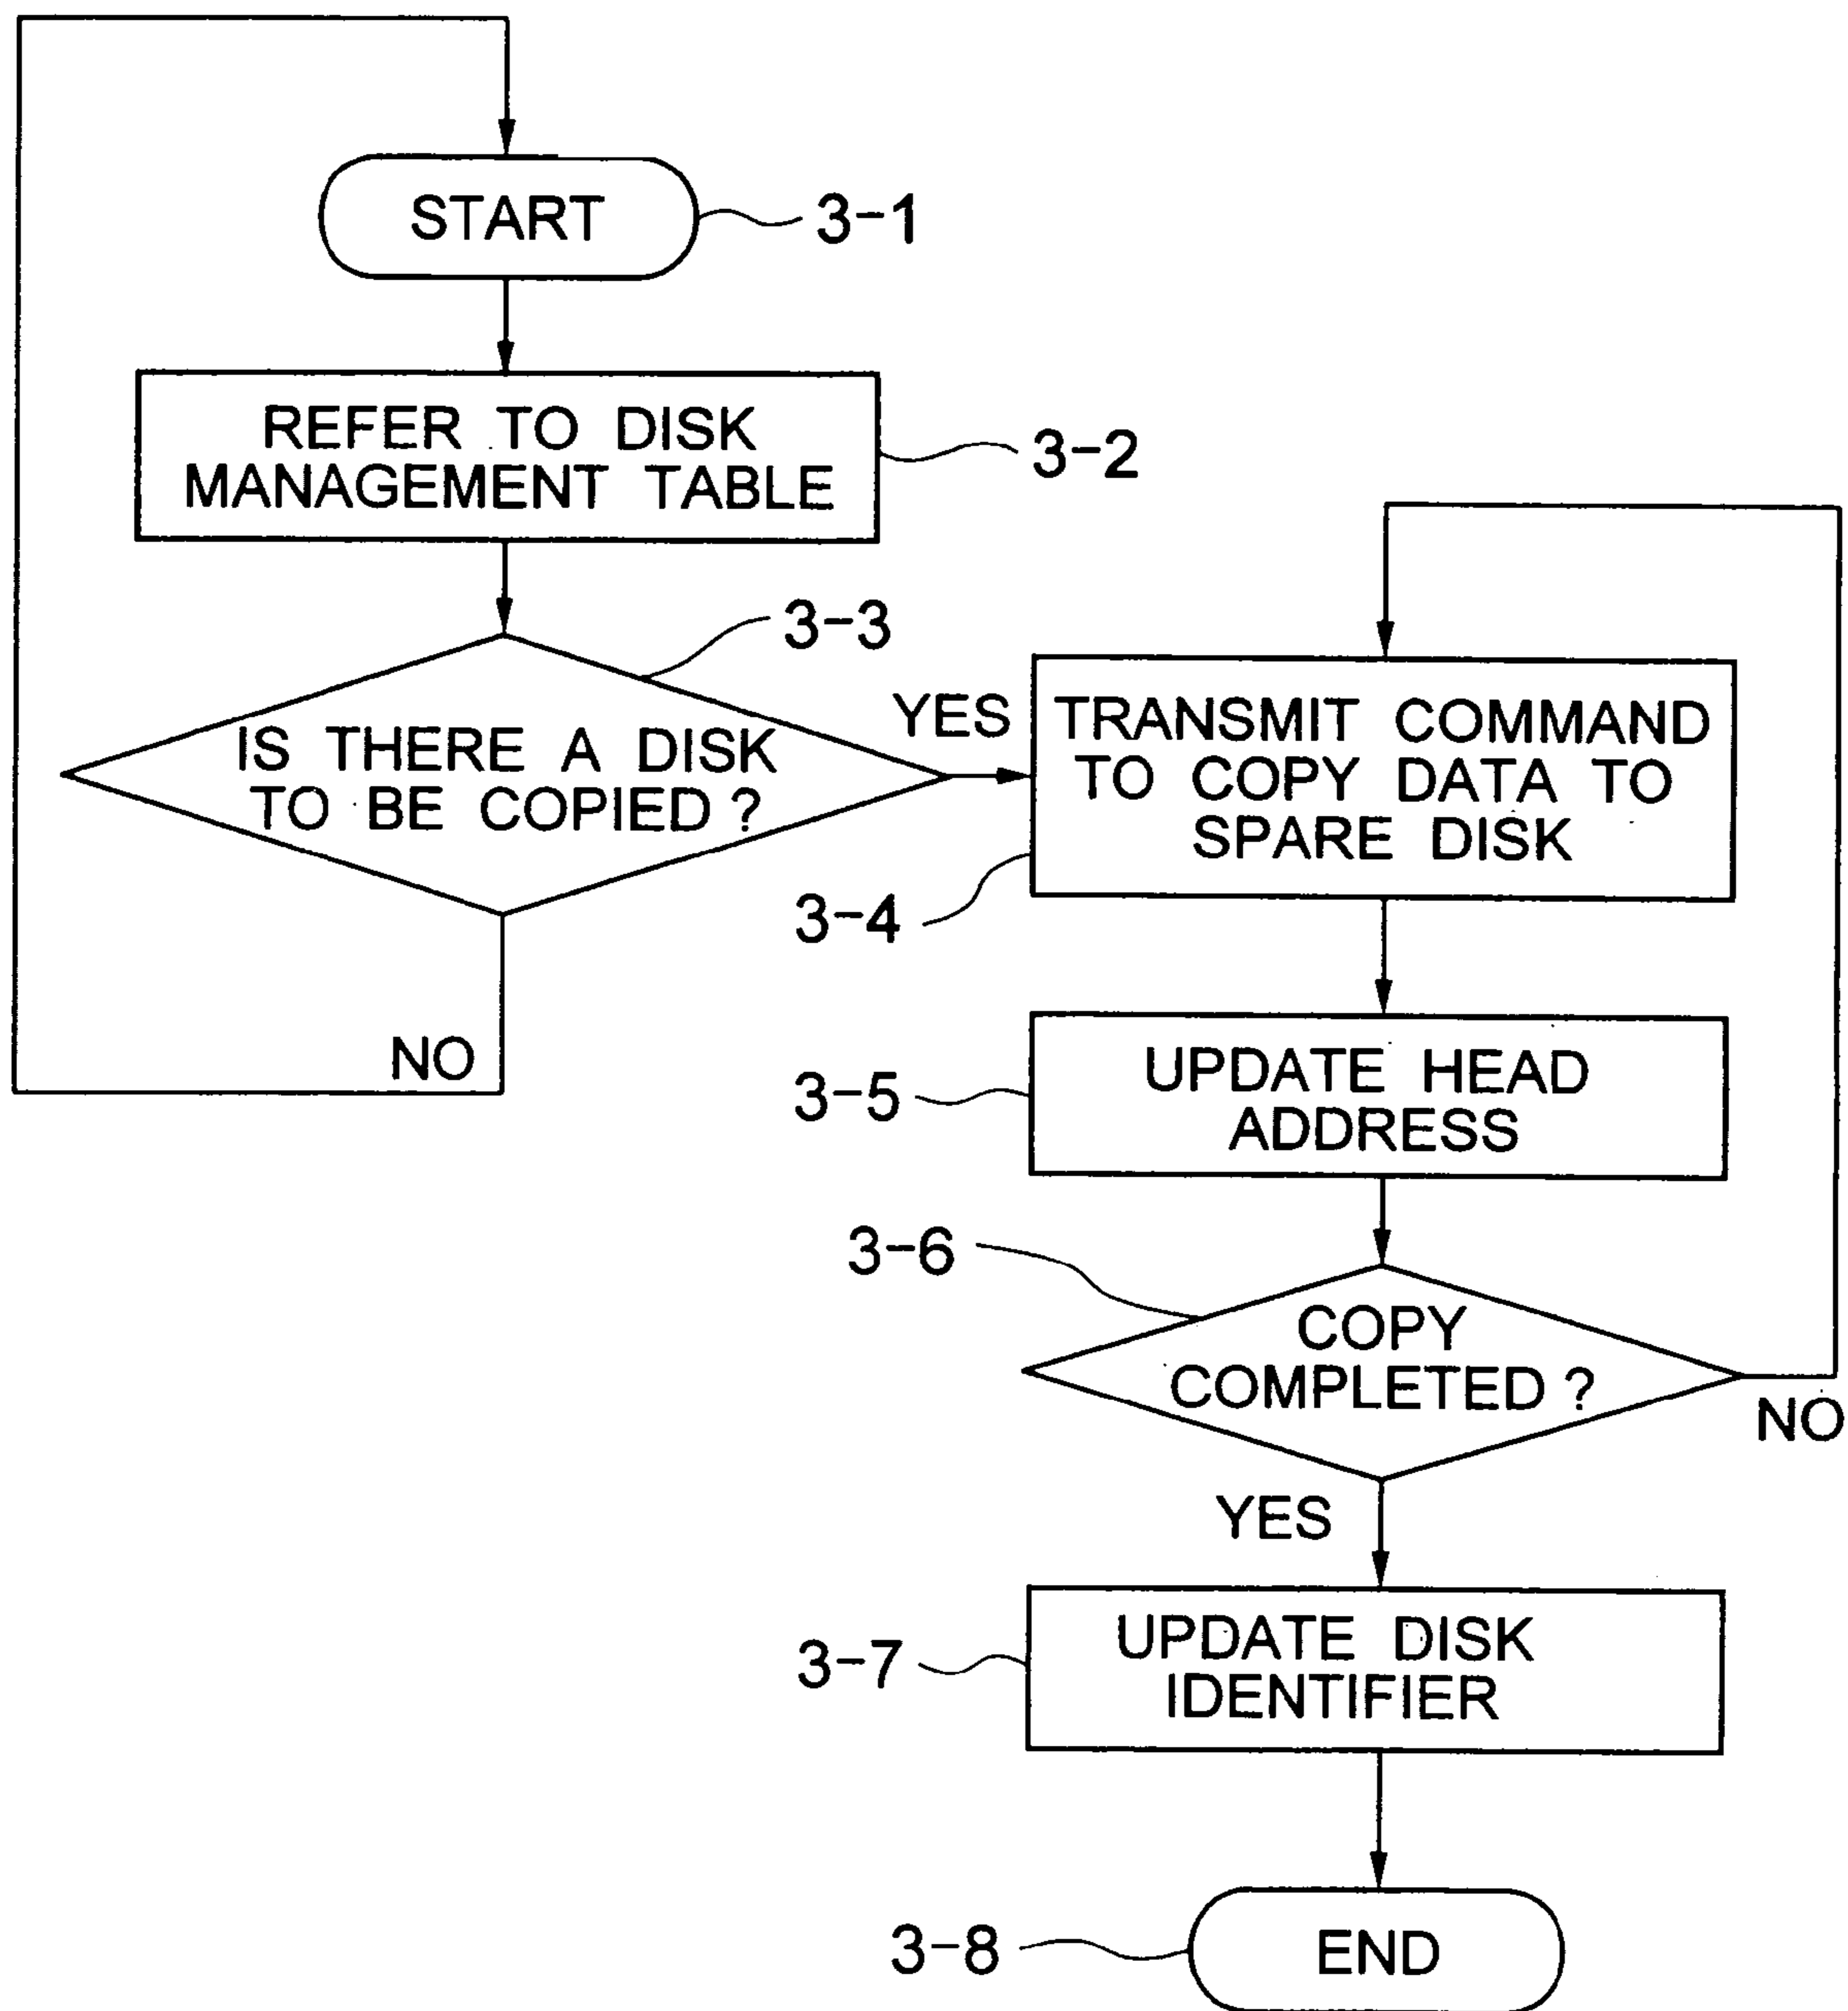 START
3-1
REFER TO DISK
MANAGEMENT TABLE
3-2
3-3
IS THERE A DISK
TO BE COPIED ?
YES
NO
TRANSMIT COMMAND
TO COPY DATA TO
SPARE DISK
3-4
UPDATE HEAD
ADDRESS
3-5
3-6
COPY
COMPLETED ?
NO
YES
UPDATE DISK
IDENTIFIER
3-7
END
3-8